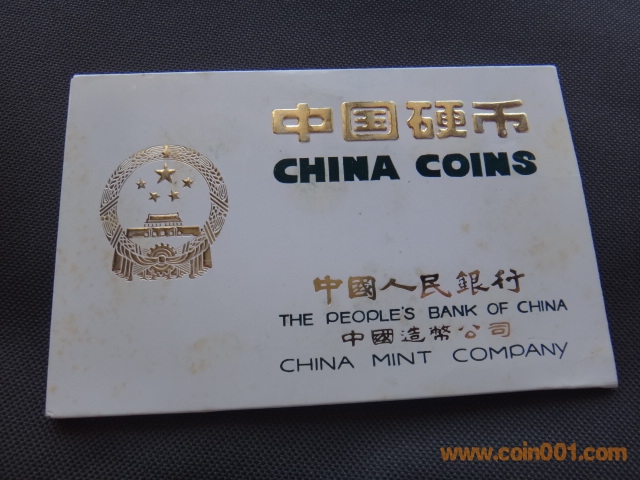 中国硬币
CHINA COINS
中國人民銀行
THE PEOPLE'S BANK OF CHINA
中國造幣公司
CHINA MINT COMPANY
www.coin001.com